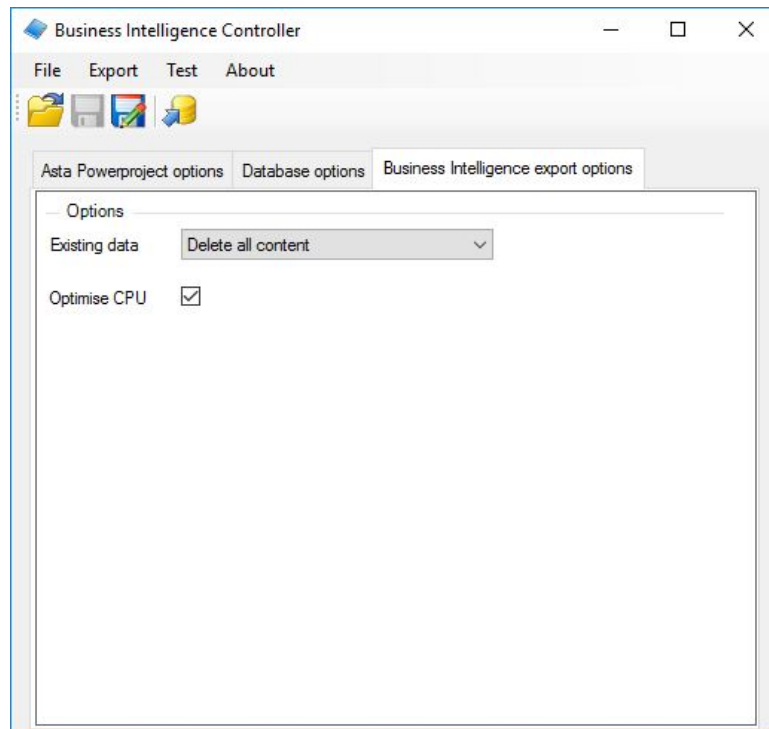 Business Intelligence Controller
File Export Test About
Asta Powerproject options Database options Business Intelligence export options
Options
Existing data Delete all content
Optimise CPU